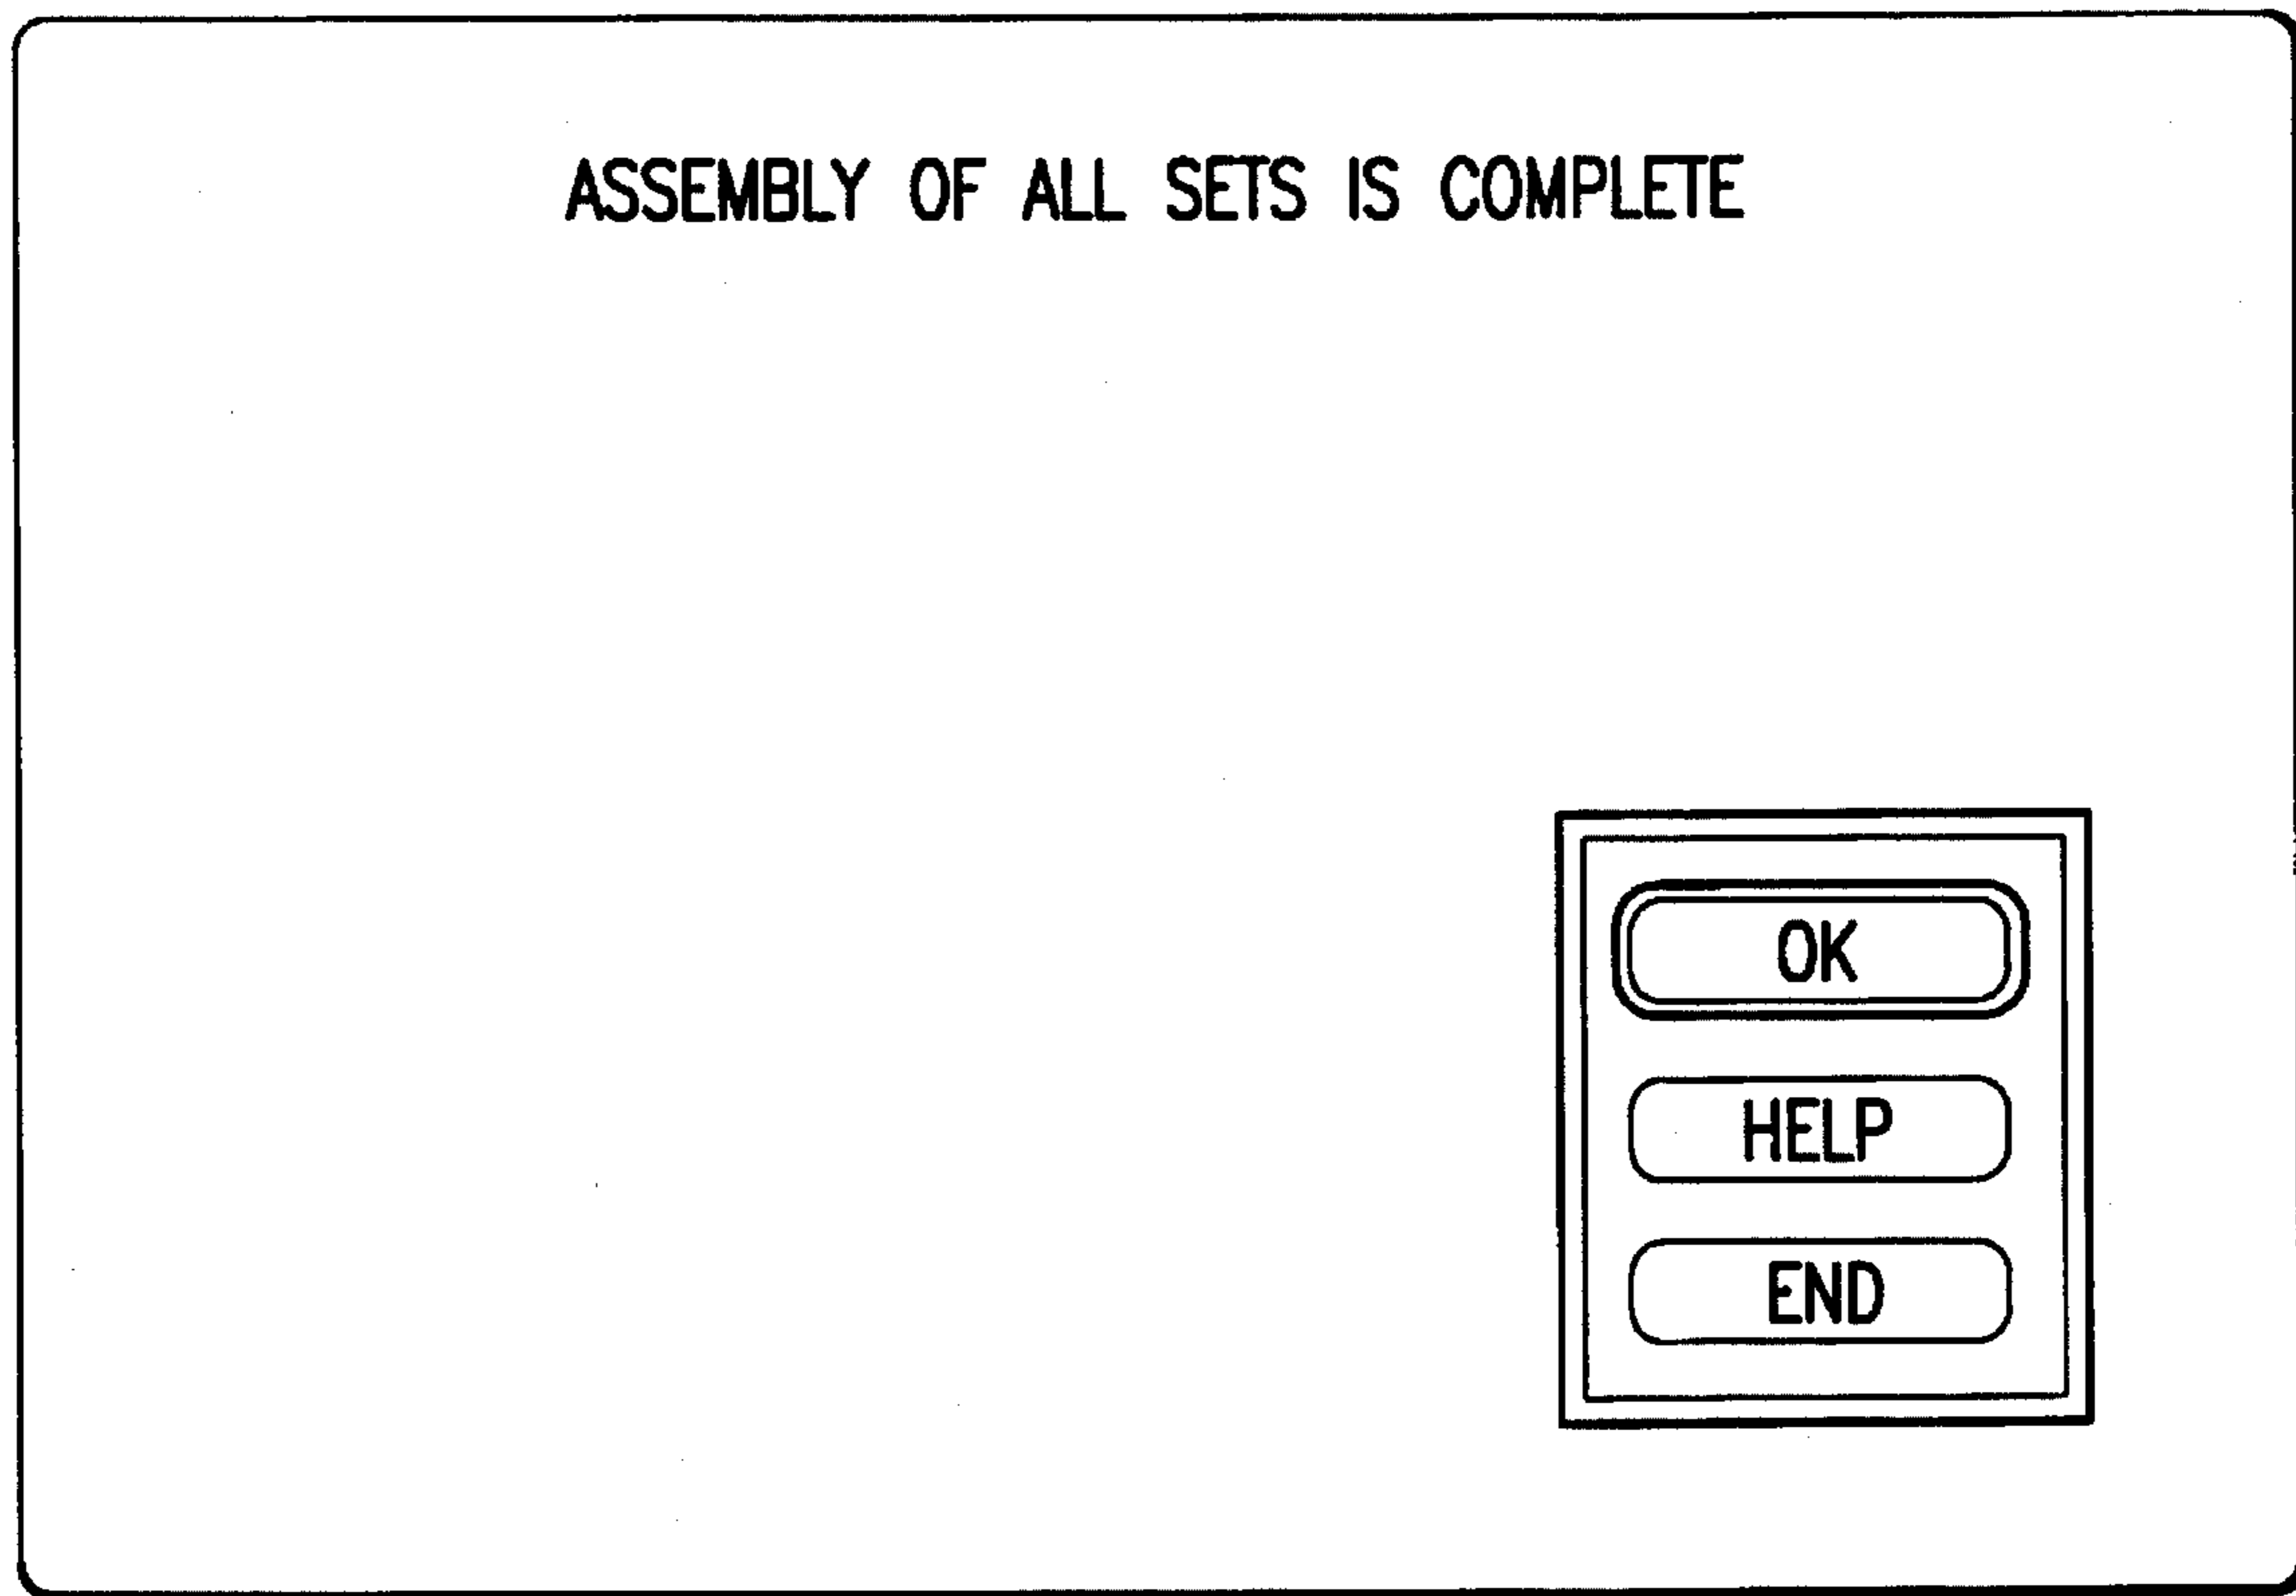 ASSEMBLY OF ALL SETS IS COMPLETE
OK
HELP
END